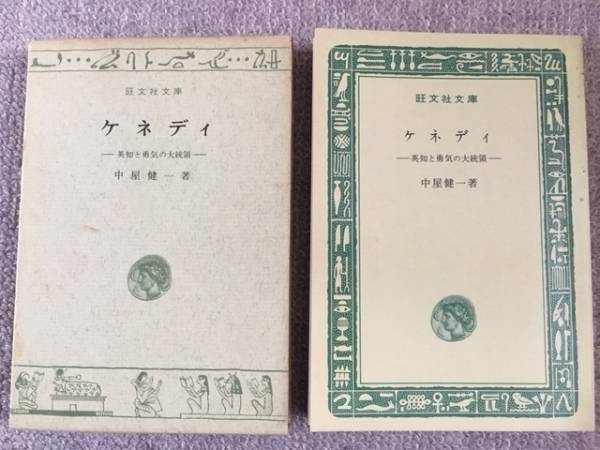 旺文社文庫
ケネディ
―英知と勇気の大統領―
中屋健一著
旺文社文庫
ケネディ
―英知と勇気の大統領―
中屋健一著